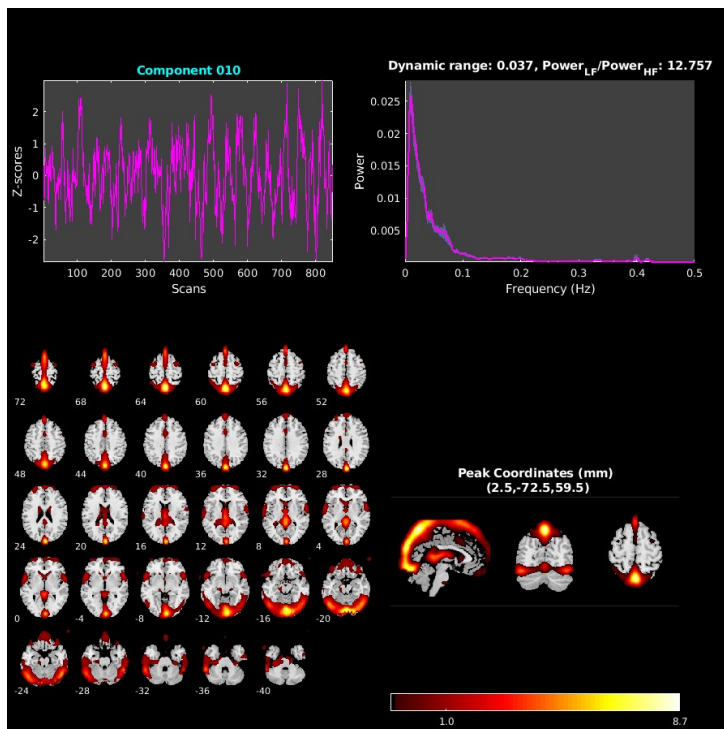 Component 010
Dynamic range: 0.037, PowerLF/PowerHF: 12.757
2
1
0
-1
-2
Z-scores
100 200 300 400 500 600 700 800
Scans
0.025
0.02
0.015
0.01
0.005
Power
0 0.1 0.2 0.3 0.4 0.5
Frequency (Hz)
72 68 64 60 56 52
48 44 40 36 32 28
24 20 16 12 8 4
0 -4 -8 -12 -16 -20
-24 -28 -32 -36 -40
Peak Coordinates (mm)
(2.5,-72.5,59.5)
1.0 8.7